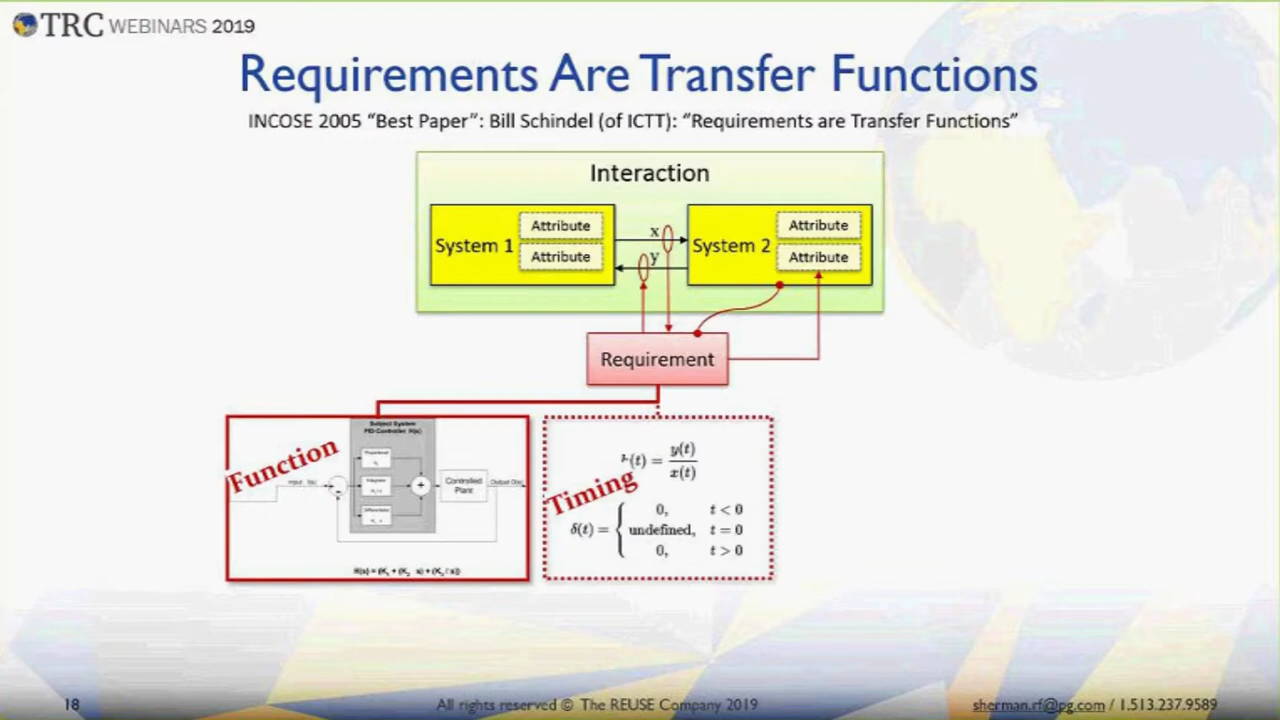 TRC WEBINARS 2019
Requirements Are Transfer Functions
INCOSE 2005 “Best Paper”: Bill Schindel (of ICTT): “Requirements are Transfer Functions”
Interaction
System 1
Attribute
Attribute
x
y
System 2
Attribute
Attribute
Requirement
Function
Subject System
PID Controller H(s)
Input
Controlled
Plant
+
Timing
(t) = y(t) / x(t)
δ(t) = { 0, t < 0
undefined, t = 0
0, t > 0
18
All rights reserved © The REUSE Company 2019
sherman.rf@pg.com / 1.513.237.9589